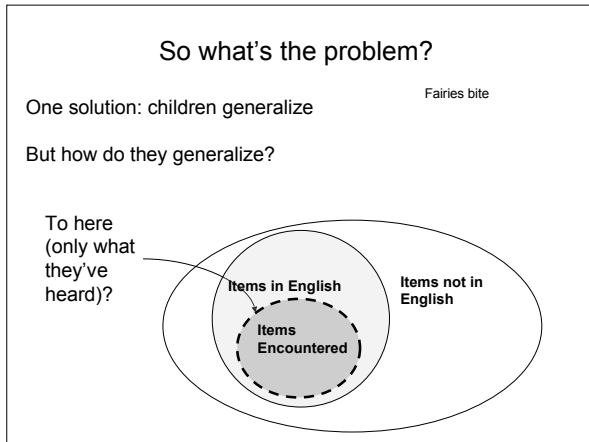 So what's the problem?
Fairies bite
One solution: children generalize
But how do they generalize?
To here
(only what
they've
heard)?
Items in English
Items not in
English
Items
Encountered